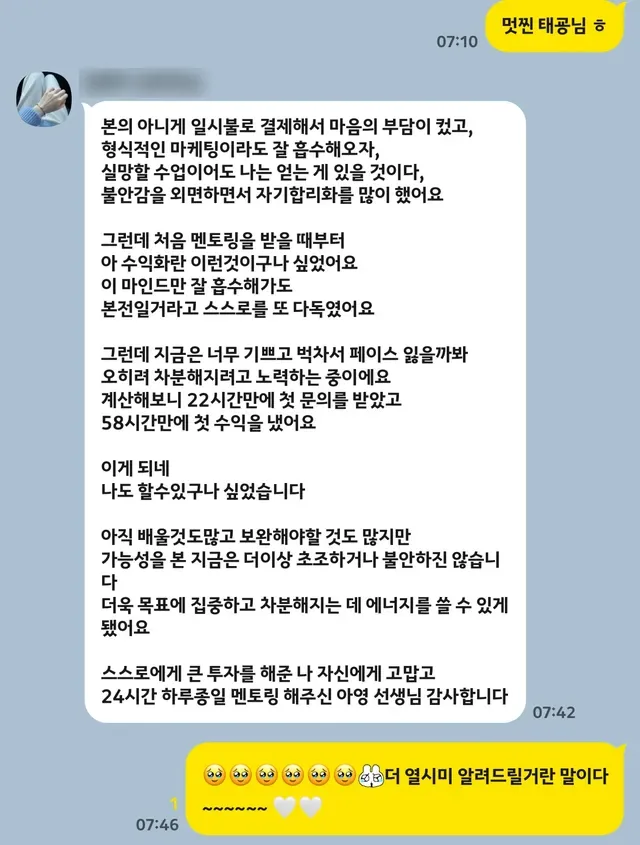 멋찐 태굥님 ㅎ
07:10
본의 아니게 일시불로 결제해서 마음의 부담이 컸고,
형식적인 마케팅이라도 잘 흡수해오자,
실망할 수업이어도 나는 얻는 게 있을 것이다,
불안감을 외면하면서 자기합리화를 많이 했어요
그런데 처음 멘토링을 받을 때부터
아 수익화란 이런것이구나 싶었어요
이 마인드만 잘 흡수해가도
본전일거라고 스스로를 또 다독였어요
그런데 지금은 너무 기쁘고 벅차서 페이스 잃을까봐
오히려 차분해지려고 노력하는 중이에요
계산해보니 22시간만에 첫 문의를 받았고
58시간만에 첫 수익을 냈어요
이게 되네
나도 할수있구나 싶었습니다
아직 배울것도많고 보완해야할 것도 많지만
가능성을 본 지금은 더이상 초조하거나 불안하진 않습니
다
더욱 목표에 집중하고 차분해지는 데 에너지를 쓸 수 있게
됐어요
스스로에게 큰 투자를 해준 나 자신에게 고맙고
24시간 하루종일 멘토링 해주신 아영 선생님 감사합니다
07:42
🥹🥹🥹🥹🥹🥹🐰더 열시미 알려드릴거란 말이다
~~~~~~ 🤍🤍
1
07:46